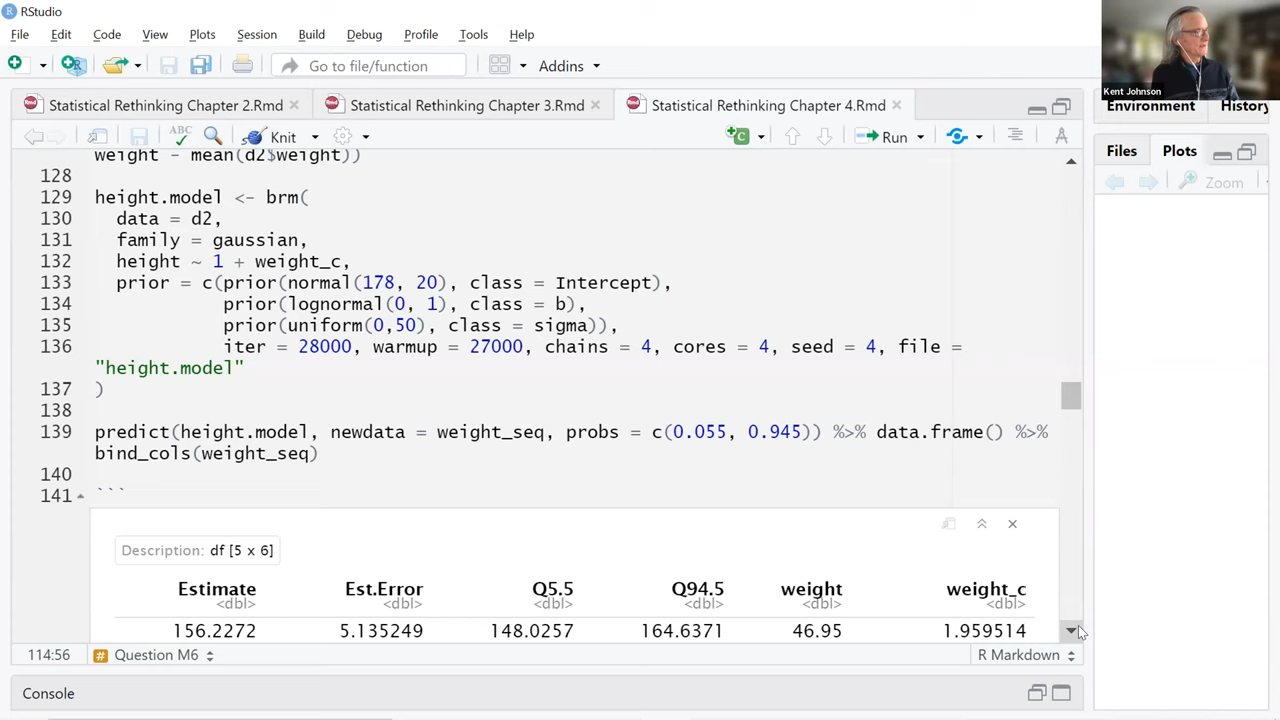 RStudio
File Edit Code View Plots Session Build Debug Profile Tools Help
Go to file/function Addins
Kent Johnson
Statistical Rethinking Chapter 2.Rmd Statistical Rethinking Chapter 3.Rmd Statistical Rethinking Chapter 4.Rmd
Environment History
ABC Knit Run
Files Plots
Zoom
weight - mean(d2$weight))
128
129 height.model <- brm(
130 data = d2,
131 family = gaussian,
132 height ~ 1 + weight_c,
133 prior = c(prior(normal(178, 20), class = Intercept),
134 prior(lognormal(0, 1), class = b),
135 prior(uniform(0,50), class = sigma)),
136 iter = 28000, warmup = 27000, chains = 4, cores = 4, seed = 4, file =
"height.model"
137 )
138
139 predict(height.model, newdata = weight_seq, probs = c(0.055, 0.945)) %>% data.frame() %>%
bind_cols(weight_seq)
140
141 ```
Description: df [5 x 6]
Estimate Est.Error Q5.5 Q94.5 weight weight_c
<dbl> <dbl> <dbl> <dbl> <dbl> <dbl>
156.2272 5.135249 148.0257 164.6371 46.95 1.959514
114:56 # Question M6 R Markdown
Console